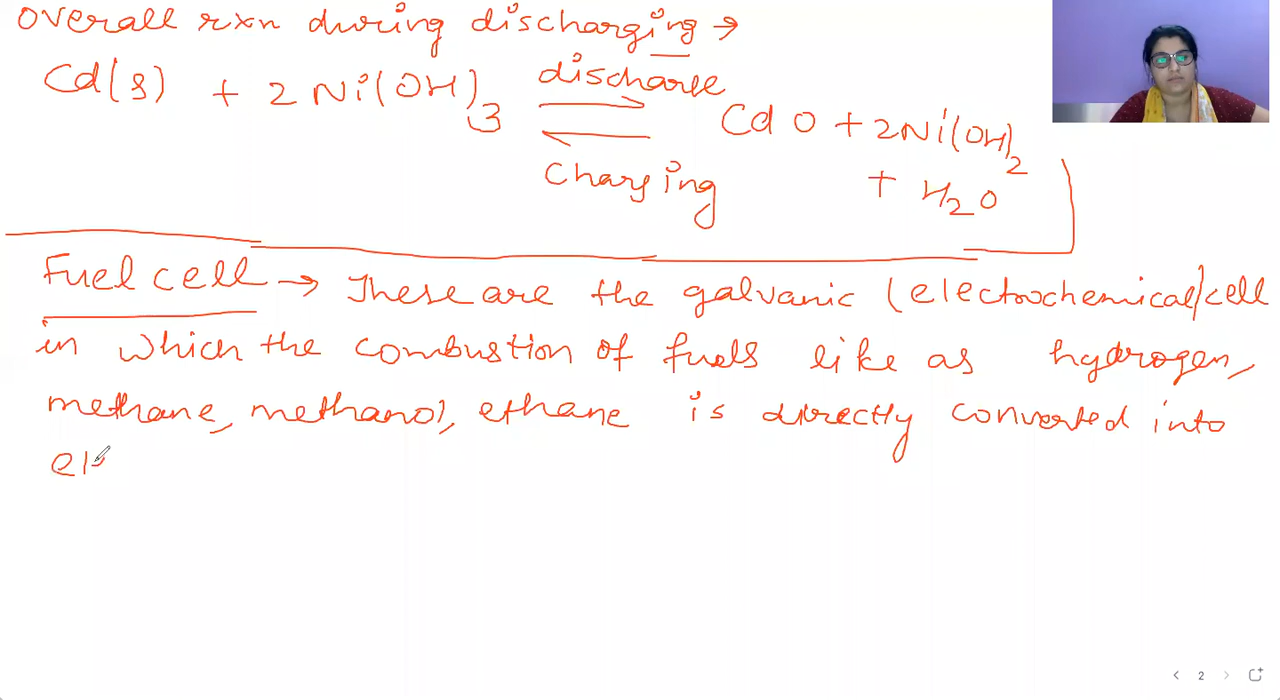 Overall rxn during discharging →
Cd(s) + 2Ni(OH)3 discharge ⇌ charging CdO + 2Ni(OH)2
+ H2O
Fuel cell → These are the galvanic (electrochemical) cell
in which the combustion of fuels like as hydrogen,
methane, methanol, ethane is directly converted into
ele
2